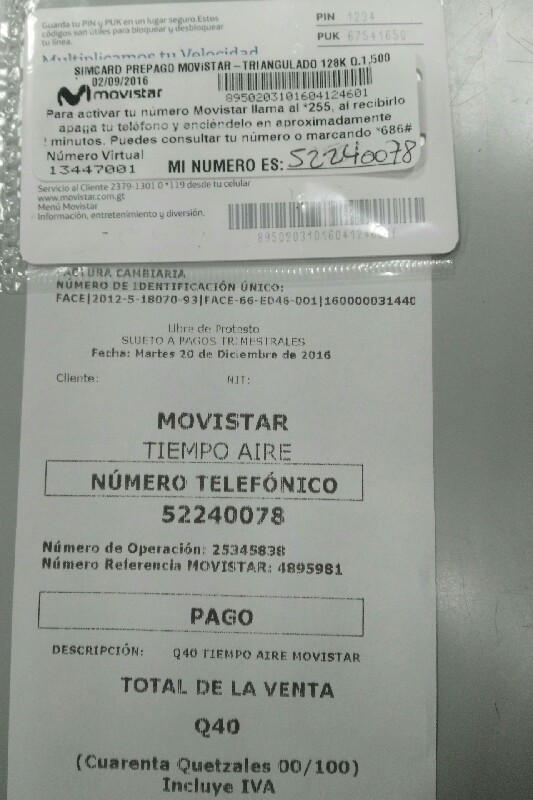 Guarda tu PIN y PUK en un lugar seguro.Estos
códigos son útiles para bloquear y desbloquear
tu línea.
PIN 1234
PUK 67541650
Multiplicamos tu Velocidad
SIMCARD PREPAGO MOViSTAR-TRIANGULADO 128K Q.1,500
02/09/2016
movistar
8950203101604124601
Para activar tu número Movistar llama al *255, al recibirlo
apaga tu teléfono y enciéndelo en aproximadamente
minutos. Puedes consultar tu número o marcando *686#
Número Virtual
13447001
MI NUMERO ES: 52240078
Servicio al Cliente 2379-1301 0 *119 desde tu celular
www.movistar.com.gt
Menú Movistar
Información, entretenimiento y diversión.
FACTURA CAMBIARIA
NÚMERO DE IDENTIFICACIÓN ÚNICO:
FACE|2012-5-18070-93|FACE-66-ED46-001|160000031440
Libre de Protesto
SUJETO A PAGOS TRIMESTRALES
Fecha: Martes 20 de Diciembre de 2016
Cliente: NIT:
MOVISTAR
TIEMPO AIRE
NÚMERO TELEFÓNICO
52240078
Número de Operación: 25345838
Número Referencia MOVISTAR: 4895981
PAGO
DESCRIPCIÓN: Q40 TIEMPO AIRE MOVISTAR
TOTAL DE LA VENTA
Q40
(Cuarenta Quetzales 00/100)
Incluye IVA